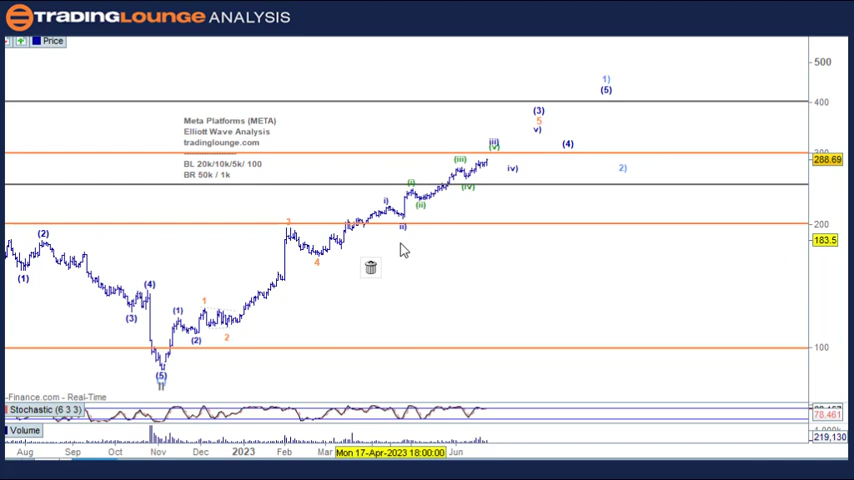 TRADINGLOUNGE ANALYSIS
Price
500
1)
(5)
400
(3)
5
v)
Meta Platforms (META)
Elliott Wave Analysis
tradinglounge.com
BL 20k/10k/5k/ 100
BR 50k / 1k
iii)
(v)
(4)
300
288.69
(iii)
iv)
2)
(iv)
(i)
(ii)
i)
ii)
3
200
183.5
(2)
(1)
4
(4)
(3)
1
(1)
(2)
2
100
(5)
II
-Finance.com - Real-Time
Stochastic (6 3 3)
78.461
Volume
219,130
Aug Sep Oct Nov Dec 2023 Feb Mar Mon 17-Apr-2023 18:00:00 Jun